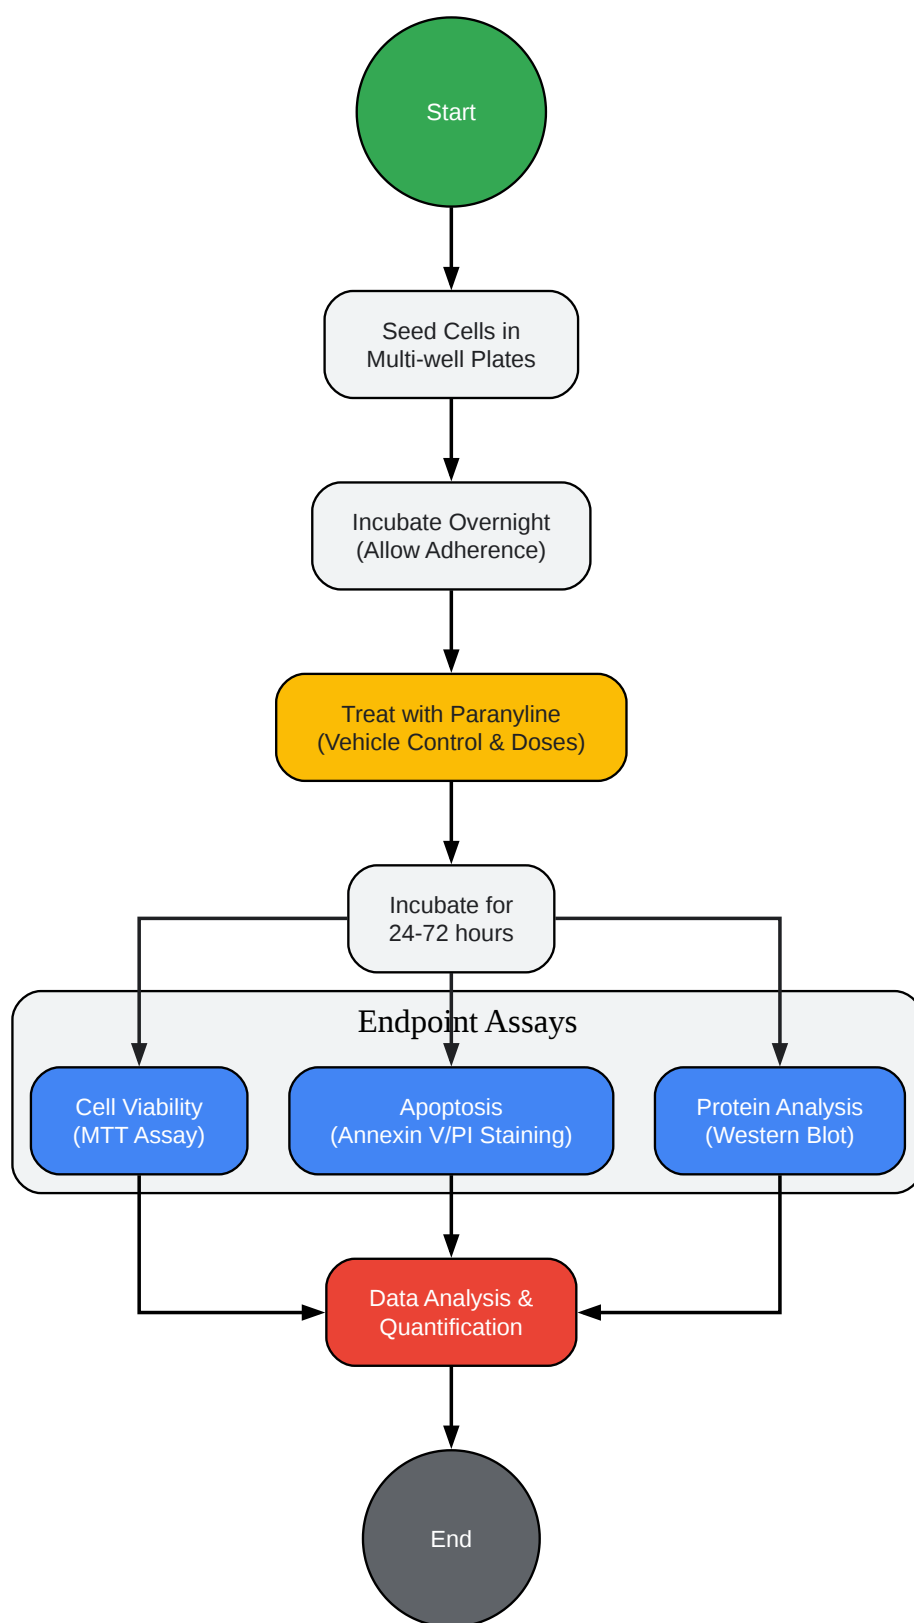 Start
Seed Cells in
Multi-well Plates
Incubate Overnight
(Allow Adherence)
Treat with Paranyline
(Vehicle Control & Doses)
Incubate for
24-72 hours
Endpoint Assays
Cell Viability
(MTT Assay)
Apoptosis
(Annexin V/PI Staining)
Protein Analysis
(Western Blot)
Data Analysis &
Quantification
End